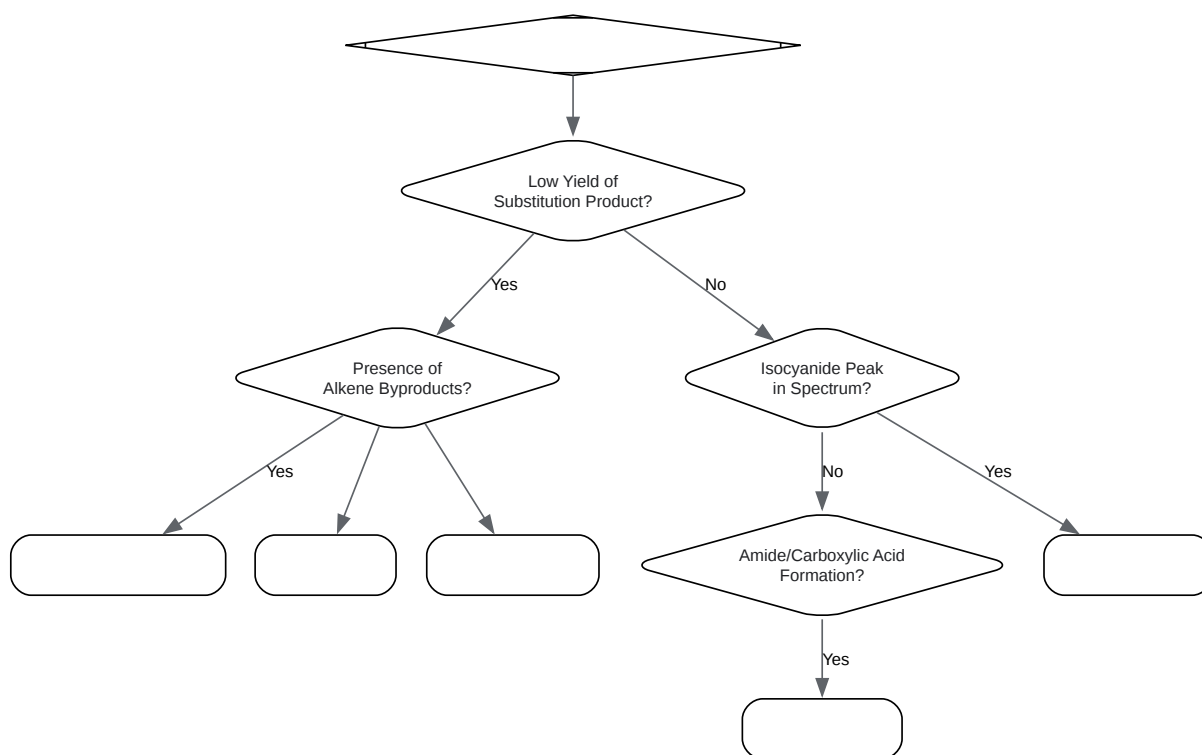 Low Yield of
Substitution Product?
Yes
No
Presence of
Alkene Byproducts?
Isocyanide Peak
in Spectrum?
Yes
No
Yes
Amide/Carboxylic Acid
Formation?
Yes